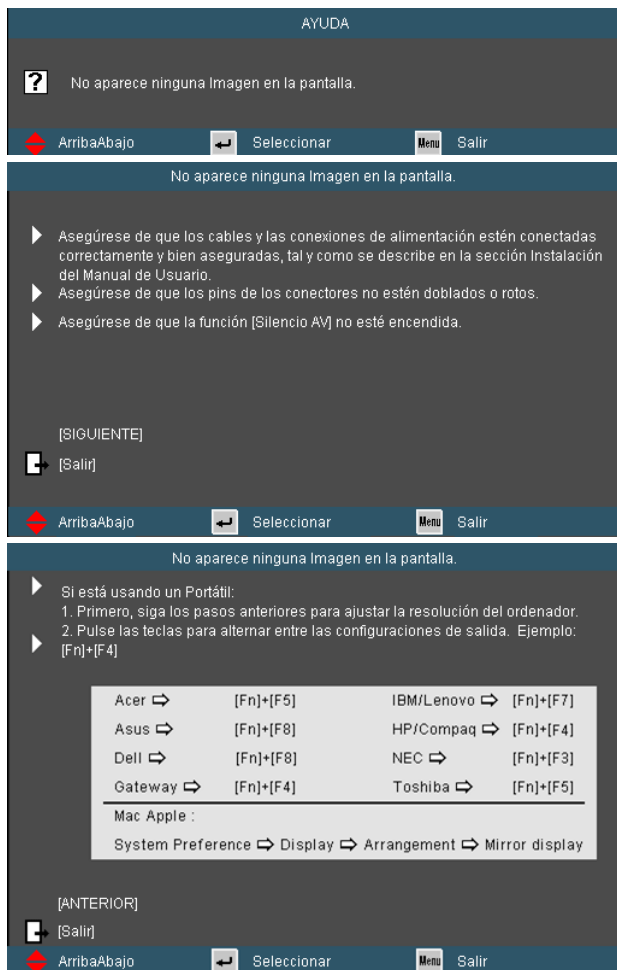 AYUDA
? No aparece ninguna Imagen en la pantalla.
ArribaAbajo Seleccionar Menu Salir
No aparece ninguna Imagen en la pantalla.
Asegúrese de que los cables y las conexiones de alimentación estén conectadas
correctamente y bien aseguradas, tal y como se describe en la sección Instalación
del Manual de Usuario.
Asegúrese de que los pins de los conectores no estén doblados o rotos.
Asegúrese de que la función [Silencio AV] no esté encendida.
[SIGUIENTE]
[Salir]
ArribaAbajo Seleccionar Menu Salir
No aparece ninguna Imagen en la pantalla.
Si está usando un Portátil:
1. Primero, siga los pasos anteriores para ajustar la resolución del ordenador.
2. Pulse las teclas para alternar entre las configuraciones de salida. Ejemplo:
[Fn]+[F4]
Acer ⇨ [Fn]+[F5] IBM/Lenovo ⇨ [Fn]+[F7]
Asus ⇨ [Fn]+[F8] HP/Compaq ⇨ [Fn]+[F4]
Dell ⇨ [Fn]+[F8] NEC ⇨ [Fn]+[F3]
Gateway ⇨ [Fn]+[F4] Toshiba ⇨ [Fn]+[F5]
Mac Apple :
System Preference ⇨ Display ⇨ Arrangement ⇨ Mirror display
[ANTERIOR]
[Salir]
ArribaAbajo Seleccionar Menu Salir